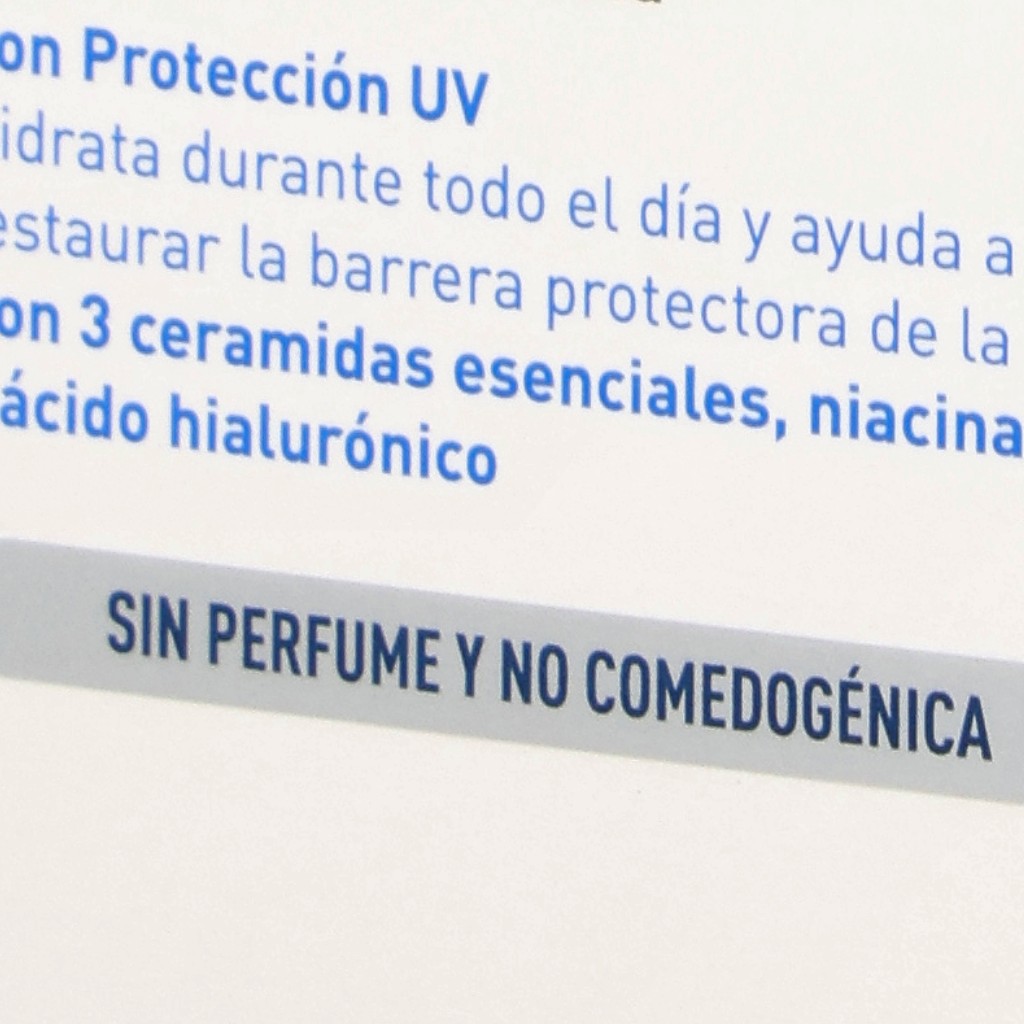 on Protección UV
idrata durante todo el día y ayuda a
estaurar la barrera protectora de la
on 3 ceramidas esenciales, niacina
ácido hialurónico
SIN PERFUME Y NO COMEDOGÉNICA